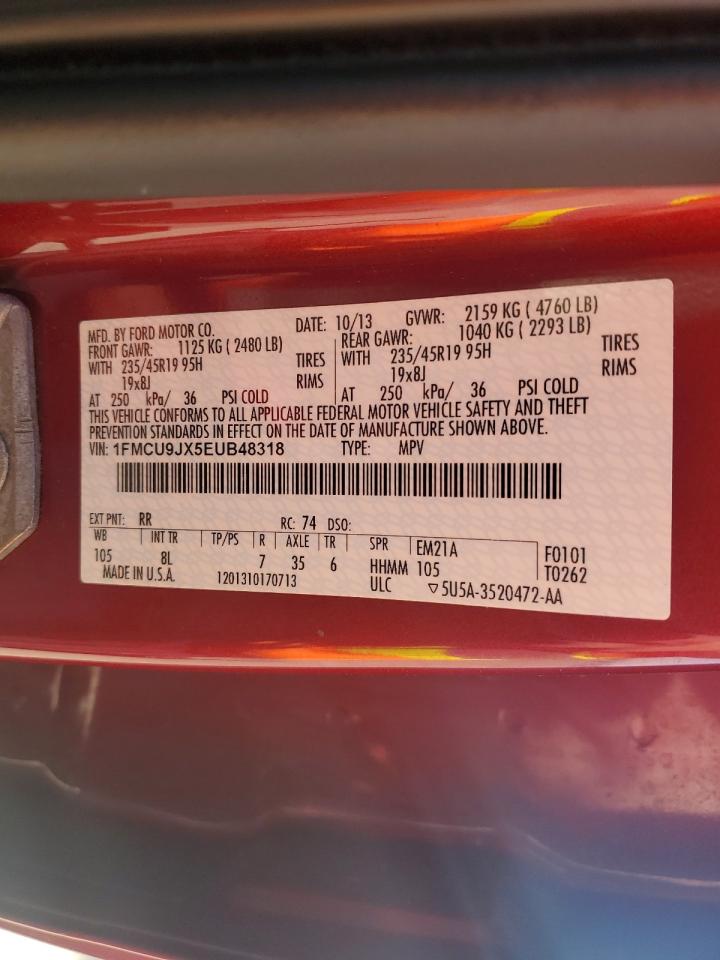 MFD. BY FORD MOTOR CO. DATE: 10/13 GVWR: 2159 KG ( 4760 LB)
FRONT GAWR: 1125 KG ( 2480 LB) REAR GAWR: 1040 KG ( 2293 LB)
WITH 235/45R19 95H TIRES WITH 235/45R19 95H TIRES
19x8J RIMS 19x8J RIMS
AT 250 kPa/ 36 PSI COLD AT 250 kPa/ 36 PSI COLD
THIS VEHICLE CONFORMS TO ALL APPLICABLE FEDERAL MOTOR VEHICLE SAFETY AND THEFT
PREVENTION STANDARDS IN EFFECT ON THE DATE OF MANUFACTURE SHOWN ABOVE.
VIN: 1FMCU9JX5EUB48318 TYPE: MPV
EXT PNT: RR RC: 74 DSO:
WB INT TR TP/PS R AXLE TR SPR EM21A F0101
105 8L 7 35 6 HHMM 105 T0262
MADE IN U.S.A. 1201310170713 ULC ▽5U5A-3520472-AA